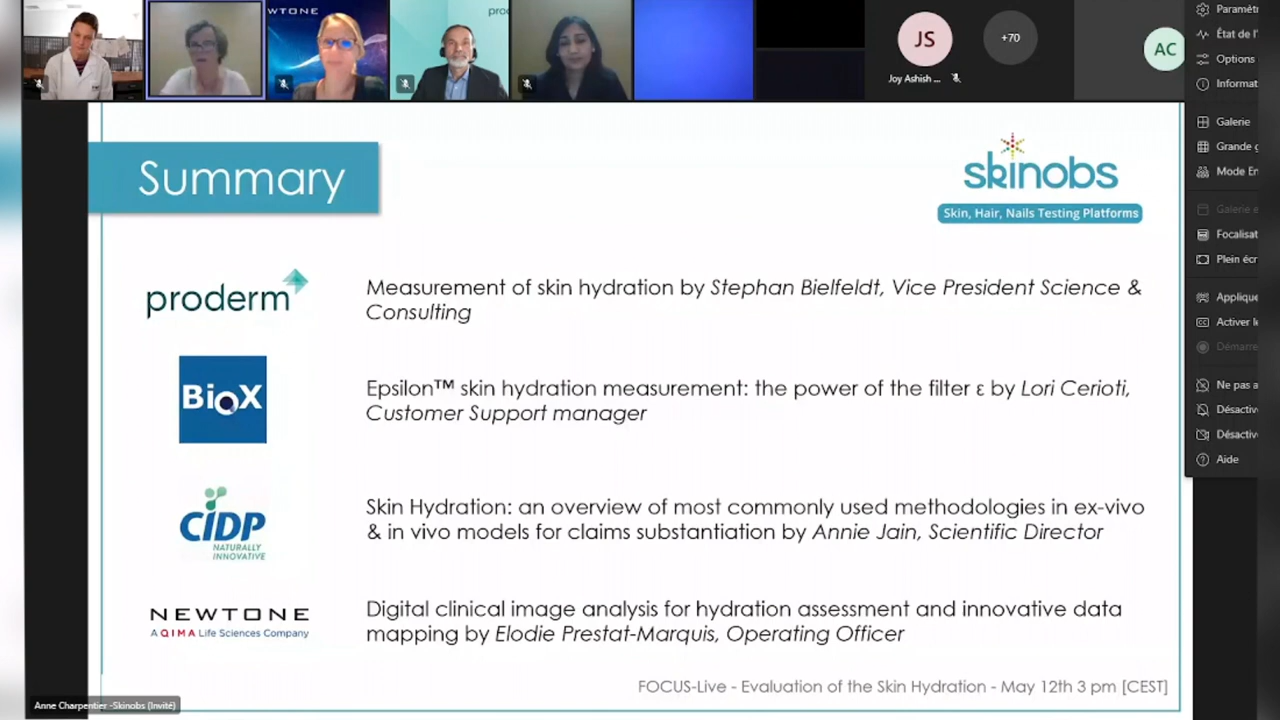 WTONE
proc
JS
+70
AC
Joy Ashish ...
Paramètr
État de l'
Options
Informat
Galerie
Grande g
Mode En
Galerie e
Focalisat
Plein écr
Applique
Activer le
Démarre
Ne pas a
Désactiv
Désactiv
Aide
Summary
skinobs
Skin, Hair, Nails Testing Platforms
proderm
Measurement of skin hydration by Stephan Bielfeldt, Vice President Science &
Consulting
BioX
Epsilon™ skin hydration measurement: the power of the filter ε by Lori Cerioti,
Customer Support manager
CIDP
NATURALLY
INNOVATIVE
Skin Hydration: an overview of most commonly used methodologies in ex-vivo
& in vivo models for claims substantiation by Annie Jain, Scientific Director
NEWTONE
A QIMA Life Sciences Company
Digital clinical image analysis for hydration assessment and innovative data
mapping by Elodie Prestat-Marquis, Operating Officer
FOCUS-Live - Evaluation of the Skin Hydration - May 12th 3 pm [CEST]
Anne Charpentier -Skinobs (Invité)